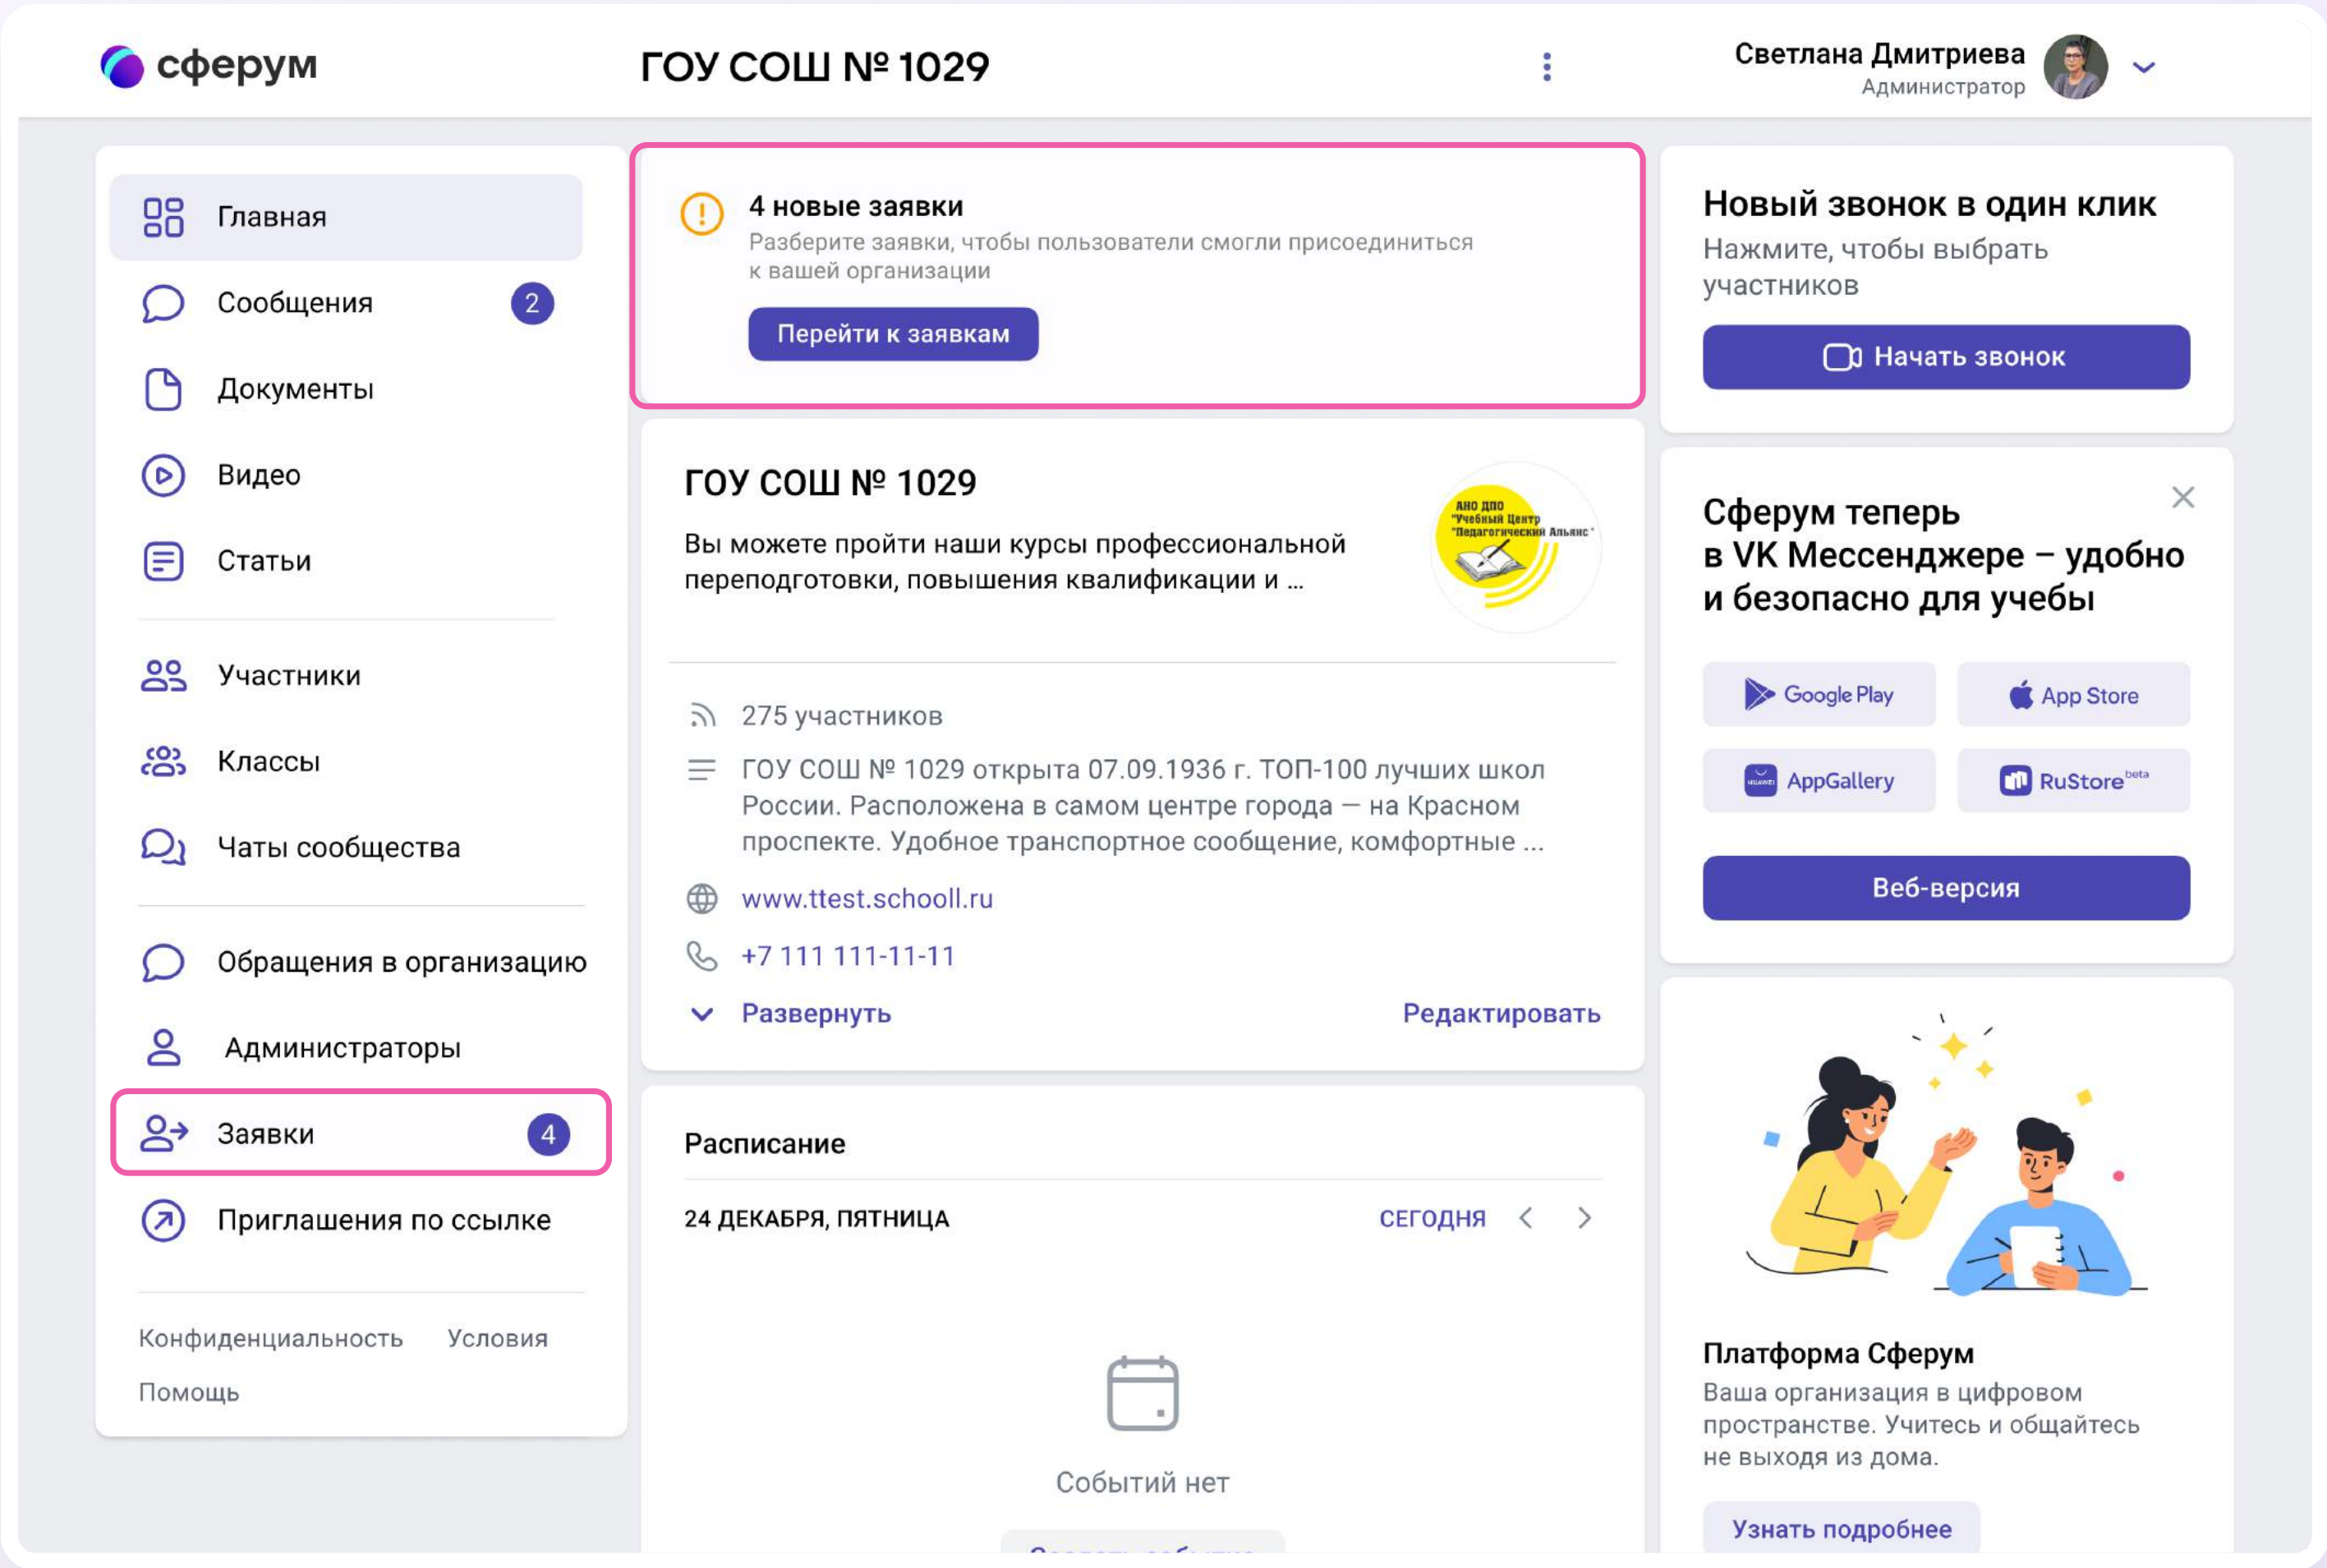 сферум
ГОУ СОШ № 1029
Светлана Дмитриева
Администратор
Главная
Сообщения 2
Документы
Видео
Статьи
Участники
Классы
Чаты сообщества
Обращения в организацию
Администраторы
Заявки 4
Приглашения по ссылке
Конфиденциальность Условия
Помощь
4 новые заявки
Разберите заявки, чтобы пользователи смогли присоединиться
к вашей организации
Перейти к заявкам
ГОУ СОШ № 1029
Вы можете пройти наши курсы профессиональной
переподготовки, повышения квалификации и ...
АНО ДПО
"Учебный Центр
"Педагогический Альянс"
275 участников
ГОУ СОШ № 1029 открыта 07.09.1936 г. ТОП-100 лучших школ
России. Расположена в самом центре города — на Красном
проспекте. Удобное транспортное сообщение, комфортные ...
www.ttest.schooll.ru
+7 111 111-11-11
Развернуть Редактировать
Расписание
24 ДЕКАБРЯ, ПЯТНИЦА СЕГОДНЯ
Событий нет
Новый звонок в один клик
Нажмите, чтобы выбрать
участников
Начать звонок
Сферум теперь
в VK Мессенджере – удобно
и безопасно для учебы
Google Play App Store
HUAWEI AppGallery RuStore beta
Веб-версия
Платформа Сферум
Ваша организация в цифровом
пространстве. Учитесь и общайтесь
не выходя из дома.
Узнать подробнее